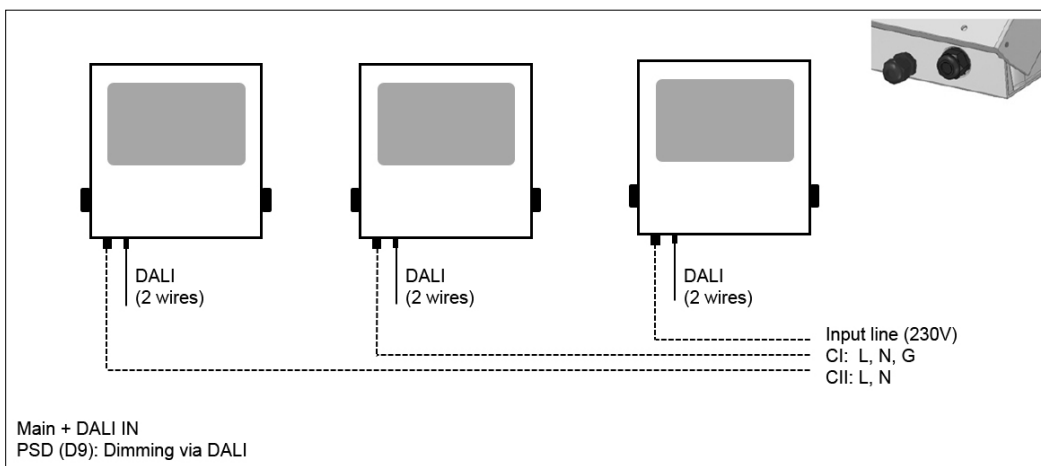 DALI
(2 wires)
DALI
(2 wires)
DALI
(2 wires)
Input line (230V)
CI: L, N, G
CII: L, N
Main + DALI IN
PSD (D9): Dimming via DALI